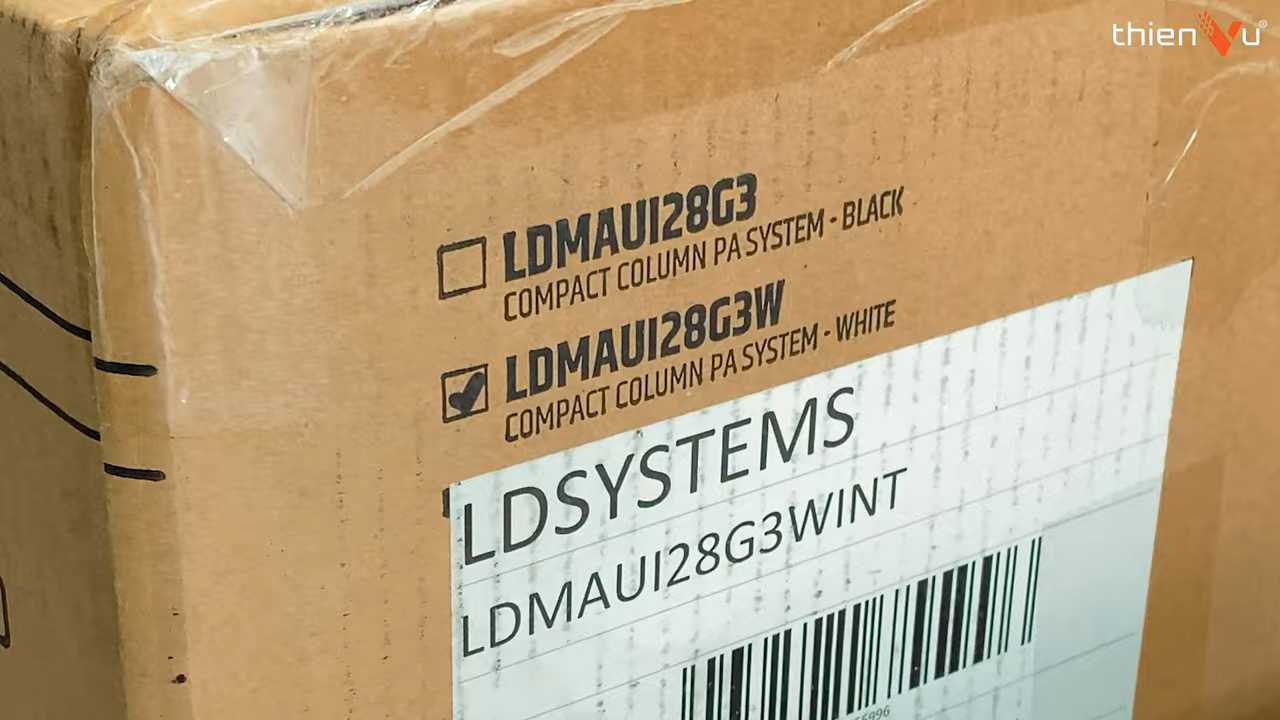 thienVu®
LDMAUI28G3
COMPACT COLUMN PA SYSTEM - BLACK
LDMAUI28G3W
COMPACT COLUMN PA SYSTEM - WHITE
LDSYSTEMS
LDMAUI28G3WINT